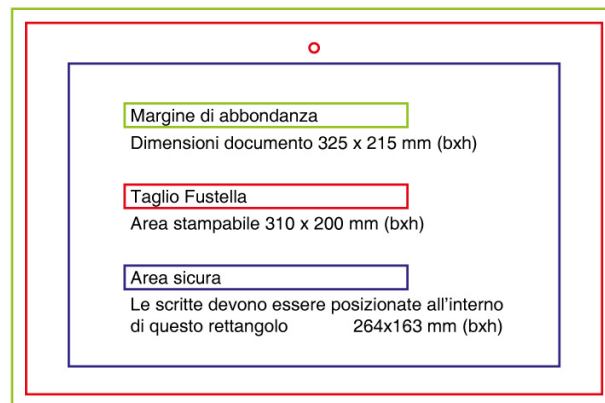 Margine di abbondanza
Dimensioni documento 325 x 215 mm (bxh)
Taglio Fustella
Area stampabile 310 x 200 mm (bxh)
Area sicura
Le scritte devono essere posizionate all'interno
di questo rettangolo 264x163 mm (bxh)